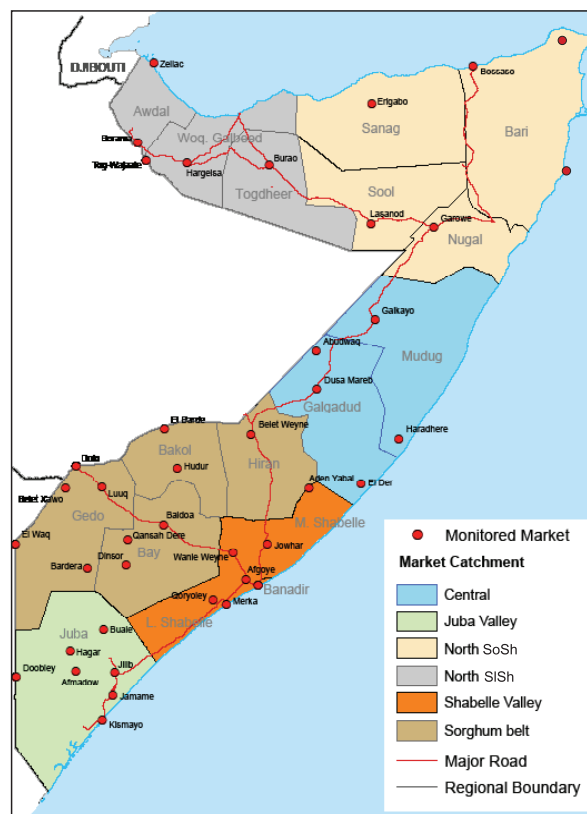 DJIBOUTI
Zeilac
Bossaso
Awdal
Erigabo
Sanag
Bari
Borama
Woq. Galbeed
Burao
Hargeisa
Togdheer
Sool
Lasanod
Garowe
Nugal
Galkayo
Abudwaq
Mudug
Dusa Mareb
Galgadud
El Barde
Belet Weyne
Haradhere
Bakol
Hudur
Hiran
Belet Xawo
Luuq
Aden Yabal
El Der
Gedo
Baidoa
M. Shabelle
El Waq
Qansah Dere
Bay
Jowhar
Dinsor
Wanle Weyne
Bardera
Afgoye
Banadir
Qoryoley
Merka
L. Shabelle
Juba
Buale
Hagar
Doobley
Jilib
Afmadow
Jamame
Kismayo
Monitored Market
Market Catchment
Central
Juba Valley
North SoSh
North SlSh
Shabelle Valley
Sorghum belt
Major Road
Regional Boundary